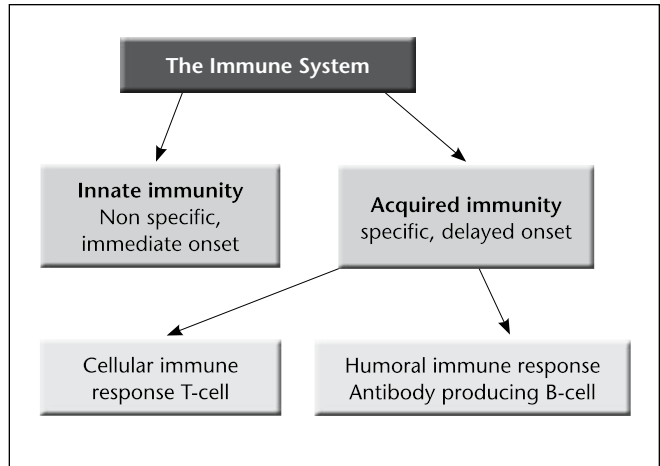 The Immune System
Innate immunity
Non specific,
immediate onset
Acquired immunity
specific, delayed onset
Cellular immune
response T-cell
Humoral immune response
Antibody producing B-cell